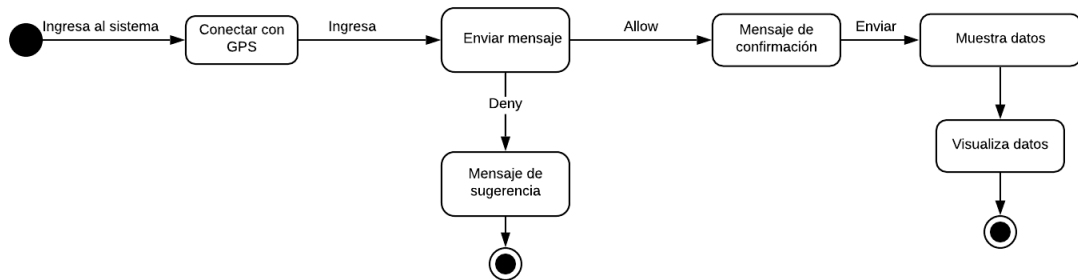 Ingresa al sistema
Conectar con
GPS
Ingresa
Enviar mensaje
Allow
Mensaje de
confirmación
Enviar
Muestra datos
Deny
Mensaje de
sugerencia
Visualiza datos